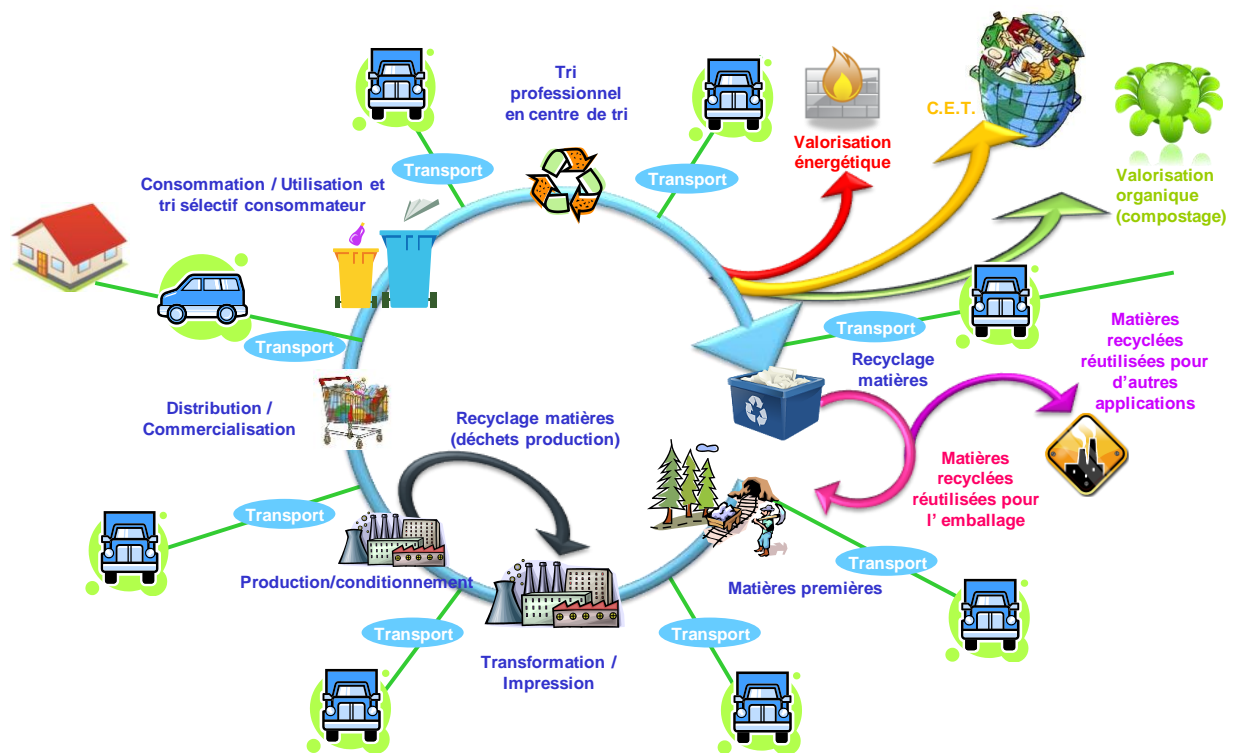 Tri
professionnel
en centre de tri
C.E.T.
Valorisation
énergétique
Transport
Transport
Valorisation
organique
(compostage)
Consommation / Utilisation et
tri sélectif consommateur
Transport
Transport
Recyclage
matières
Matières
recyclées
réutilisées pour
d’autres
applications
Distribution /
Commercialisation
Recyclage matières
(déchets production)
Matières
recyclées
réutilisées pour
l’ emballage
Transport
Transport
Production/conditionnement
Matières premières
Transport
Transport
Transformation /
Impression